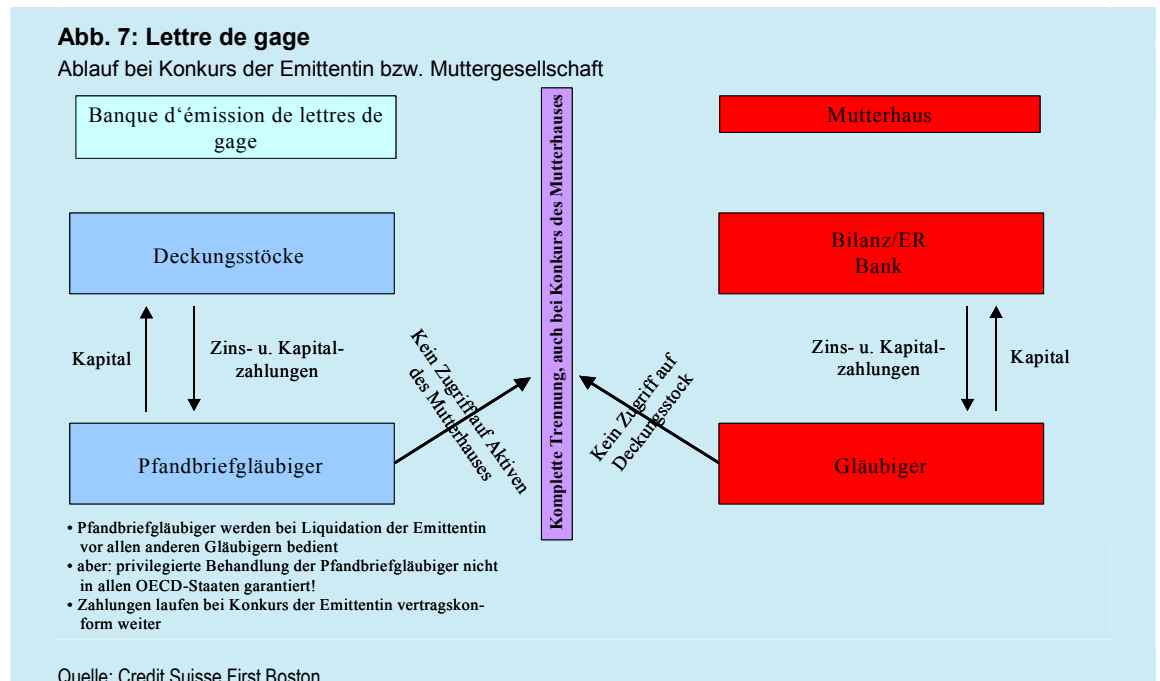 Abb. 7: Lettre de gage
Ablauf bei Konkurs der Emittentin bzw. Muttergesellschaft
Banque d‘émission de lettres de
gage
Deckungsstöcke
Kapital
Zins- u. Kapital-
zahlungen
Pfandbriefgläubiger
Kein Zugriff auf Aktiven
des Mutterhauses
Komplette Trennung, auch bei Konkurs des Mutterhauses
Kein Zugriff auf
Deckungsstock
Mutterhaus
Bilanz/ER
Bank
Zins- u. Kapital-
zahlungen
Kapital
Gläubiger
• Pfandbriefgläubiger werden bei Liquidation der Emittentin
vor allen anderen Gläubigern bedient
• aber: privilegierte Behandlung der Pfandbriefgläubiger nicht
in allen OECD-Staaten garantiert!
• Zahlungen laufen bei Konkurs der Emittentin vertragskon-
form weiter
Quelle: Credit Suisse First Boston